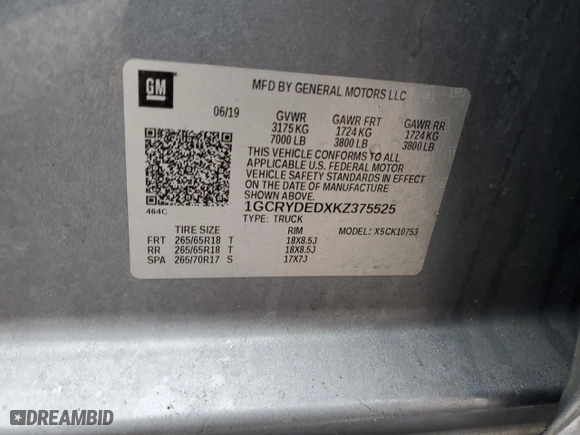 GM
MFD BY GENERAL MOTORS LLC
06/19 GVWR GAWR FRT GAWR RR
3175 KG 1724 KG 1724 KG
7000 LB 3800 LB 3800 LB
THIS VEHICLE CONFORMS TO ALL
APPLICABLE U.S. FEDERAL MOTOR
VEHICLE SAFETY STANDARDS IN EFFECT
ON THE DATE OF MANUFACTURE
SHOWN ABOVE.
464C
1GCRYDEDXKZ375525
TYPE: TRUCK MODEL: X5CK10753
TIRE SIZE RIM
FRT 265/65R18 T 18X8.5J
RR 265/65R18 T 18X8.5J
SPA 265/70R17 S 17X7J
DREAMBID